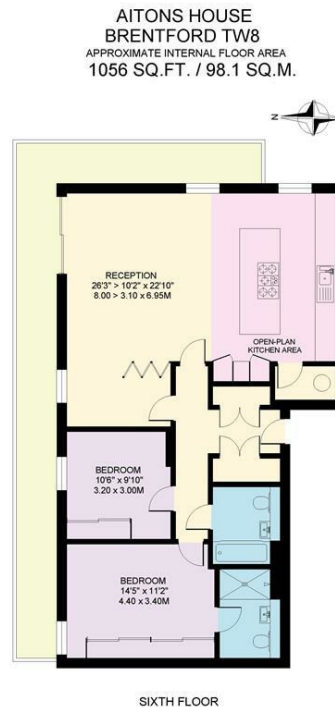 AITONS HOUSE
BRENTFORD TW8
APPROXIMATE INTERNAL FLOOR AREA
1056 SQ.FT. / 98.1 SQ.M.
N
RECEPTION
26'3" > 10'2" x 22'10"
8.00 > 3.10 x 6.95M
OPEN-PLAN
KITCHEN AREA
BEDROOM
10'6" x 9'10"
3.20 x 3.00M
BEDROOM
14'5" x 11'2"
4.40 x 3.40M
SIXTH FLOOR